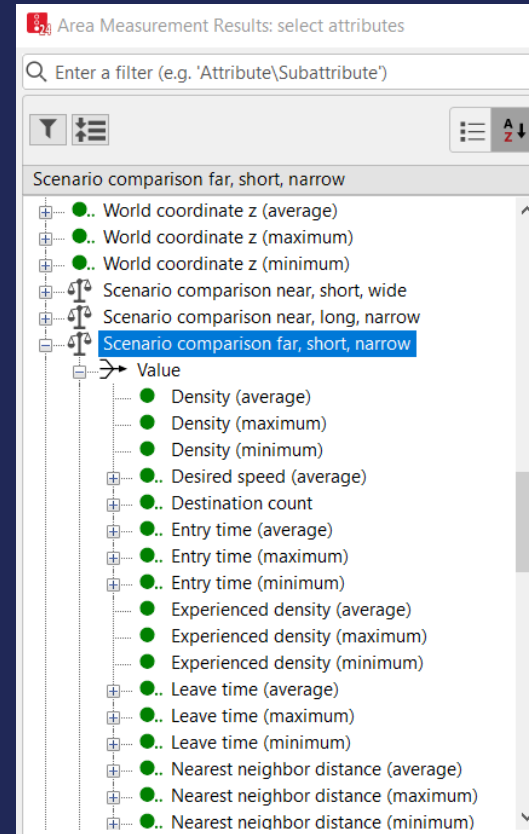 24
Area Measurement Results: select attributes
Enter a filter (e.g. 'Attribute\Subattribute')
A
Z
Scenario comparison far, short, narrow
World coordinate z (average)
World coordinate z (maximum)
World coordinate z (minimum)
Scenario comparison near, short, wide
Scenario comparison near, long, narrow
Scenario comparison far, short, narrow
Value
Density (average)
Density (maximum)
Density (minimum)
Desired speed (average)
Destination count
Entry time (average)
Entry time (maximum)
Entry time (minimum)
Experienced density (average)
Experienced density (maximum)
Experienced density (minimum)
Leave time (average)
Leave time (maximum)
Leave time (minimum)
Nearest neighbor distance (average)
Nearest neighbor distance (maximum)
Nearest neighbor distance (minimum)